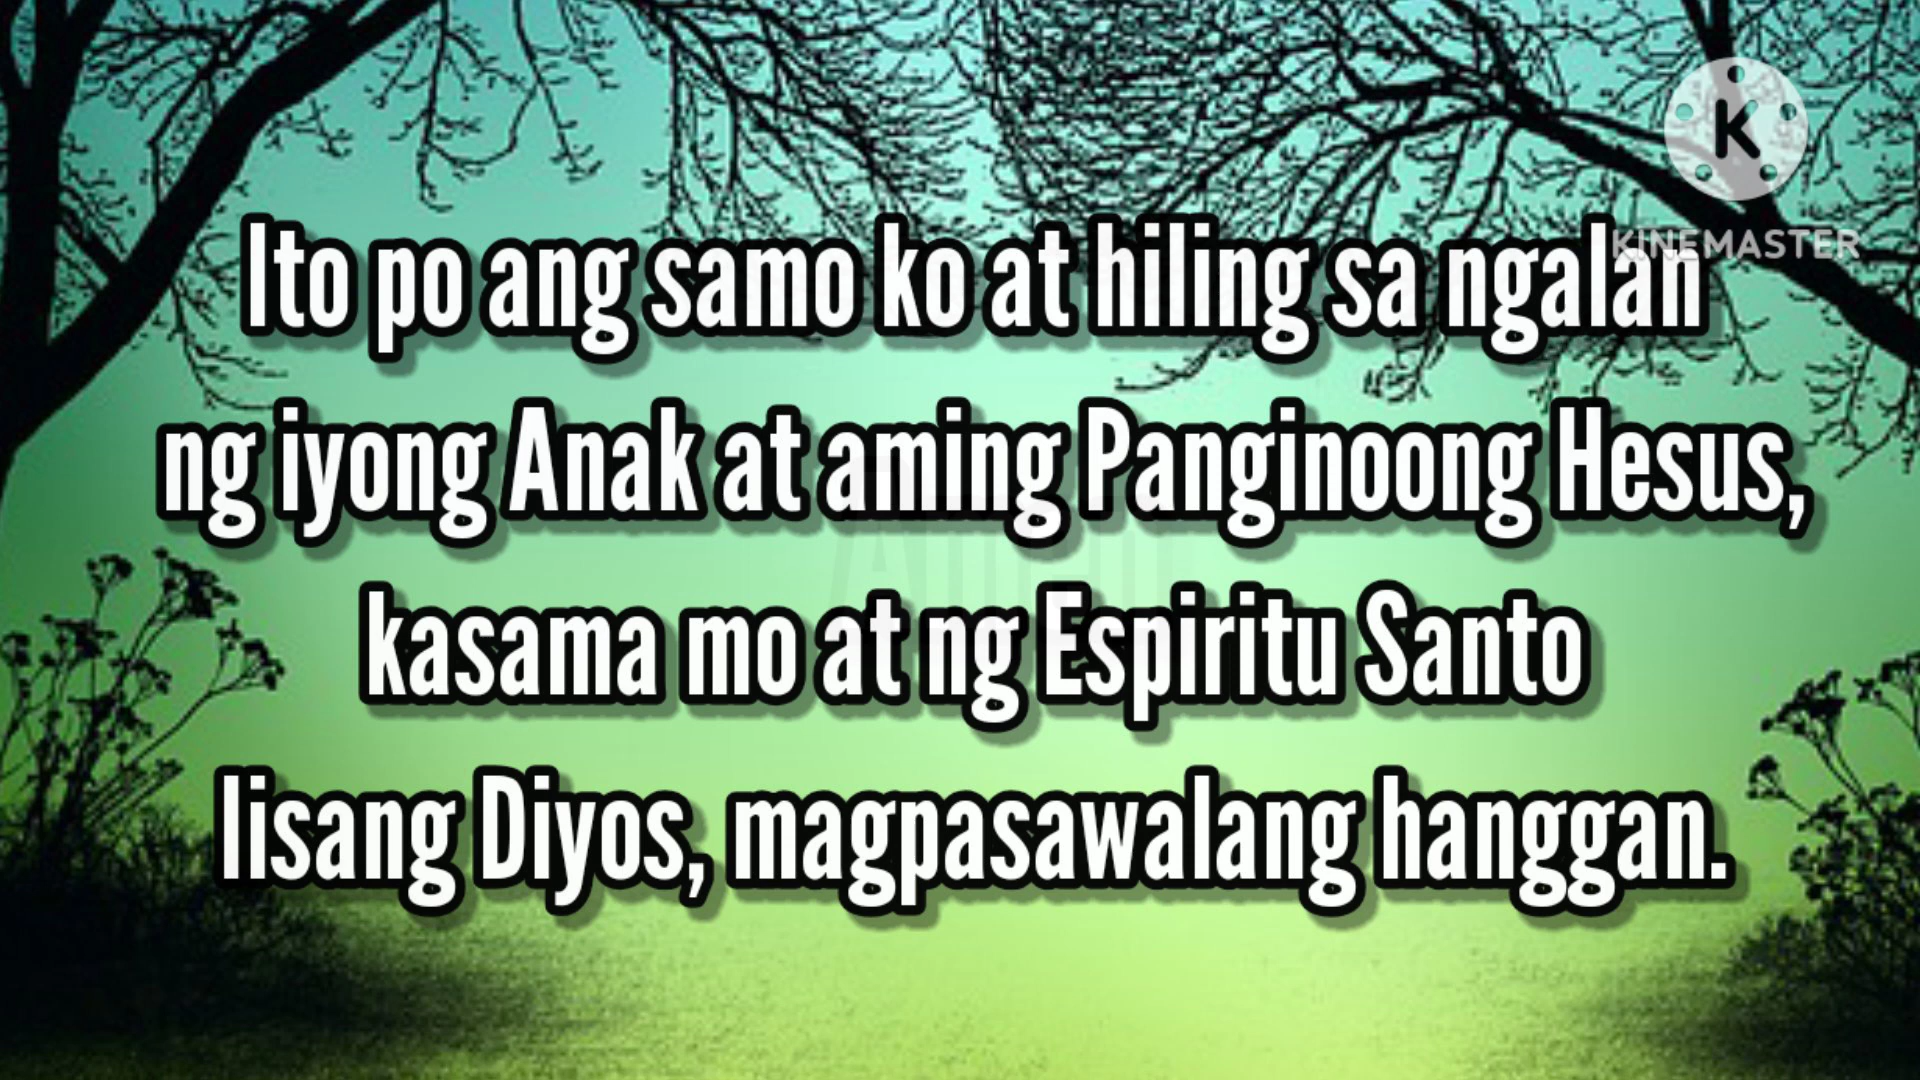 K
KINEMASTER
Ito po ang samo ko at hiling sa ngalan
ng iyong Anak at aming Panginoong Hesus,
kasama mo at ng Espiritu Santo
Iisang Diyos, magpasawalang hanggan.